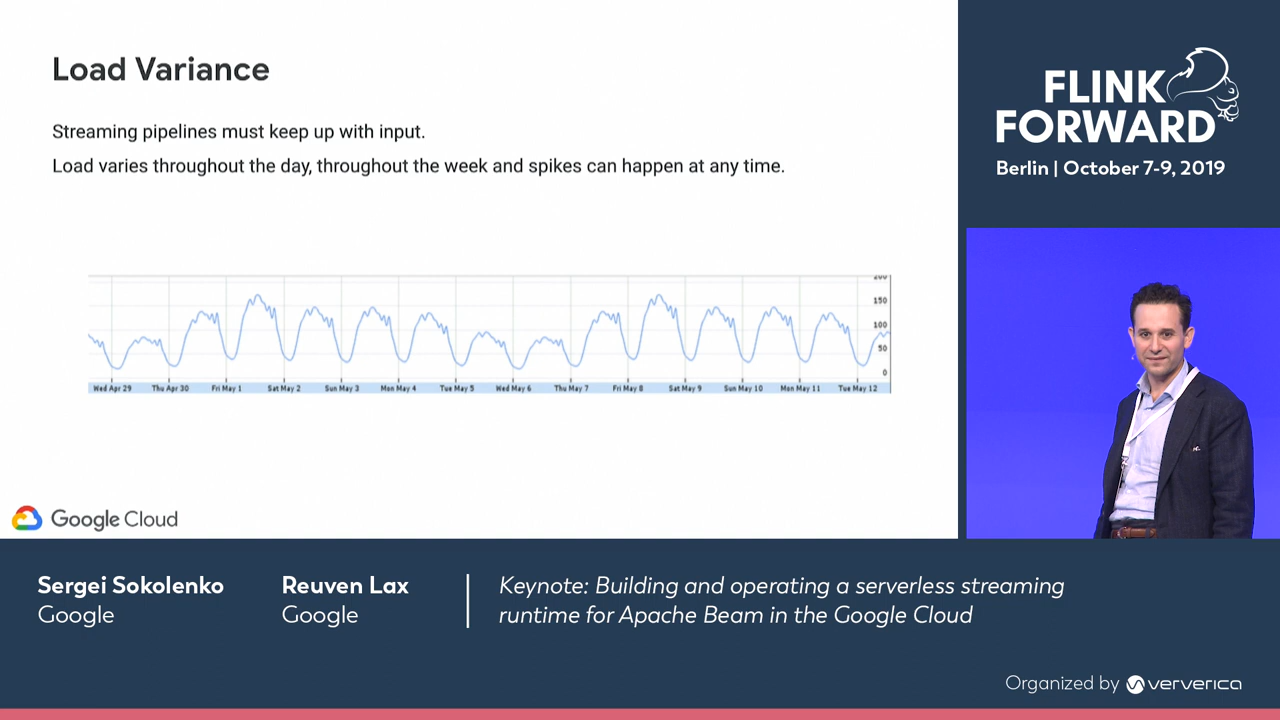 Load Variance
Streaming pipelines must keep up with input.
Load varies throughout the day, throughout the week and spikes can happen at any time.
200
150
100
50
0
Wed Apr 29 Thu Apr 30 Fri May 1 Sat May 2 Sun May 3 Mon May 4 Tue May 5 Wed May 6 Thu May 7 Fri May 8 Sat May 9 Sun May 10 Mon May 11 Tue May 12
Google Cloud
FLINK
FORWARD
Berlin | October 7-9, 2019
Sergei Sokolenko
Google
Reuven Lax
Google
Keynote: Building and operating a serverless streaming
runtime for Apache Beam in the Google Cloud
Organized by ververica